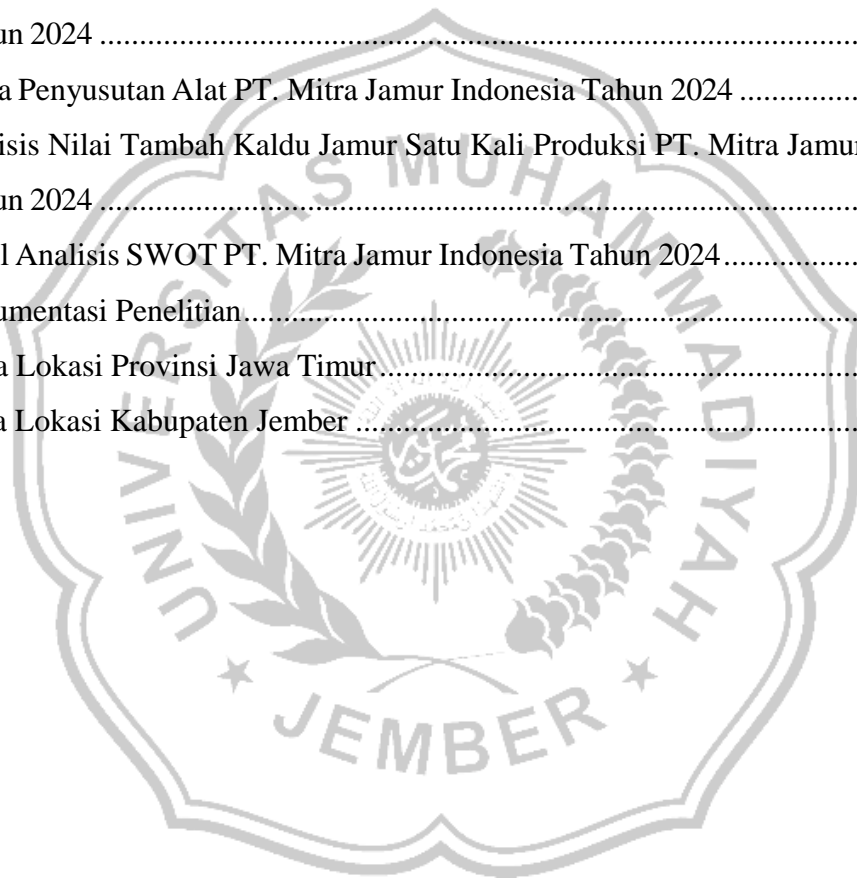 un 2024 ........................................................................................
a Penyusutan Alat PT. Mitra Jamur Indonesia Tahun 2024 ................
isis Nilai Tambah Kaldu Jamur Satu Kali Produksi PT. Mitra Jamur
un 2024 ........................................................................................
l Analisis SWOT PT. Mitra Jamur Indonesia Tahun 2024..................
umentasi Penelitian........................................................................
a Lokasi Provinsi Jawa Timur..........................................................
a Lokasi Kabupaten Jember ............................................................
UNIVERSITAS MUHAMMADIYAH
JEMBER